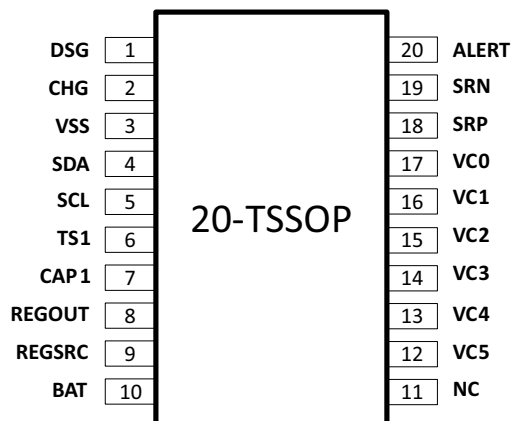 DSG 1 20 ALERT
CHG 2 19 SRN
VSS 3 18 SRP
SDA 4 17 VC0
SCL 5 16 VC1
20-TSSOP
TS1 6 15 VC2
CAP1 7 14 VC3
REGOUT 8 13 VC4
REGSRC 9 12 VC5
BAT 10 11 NC